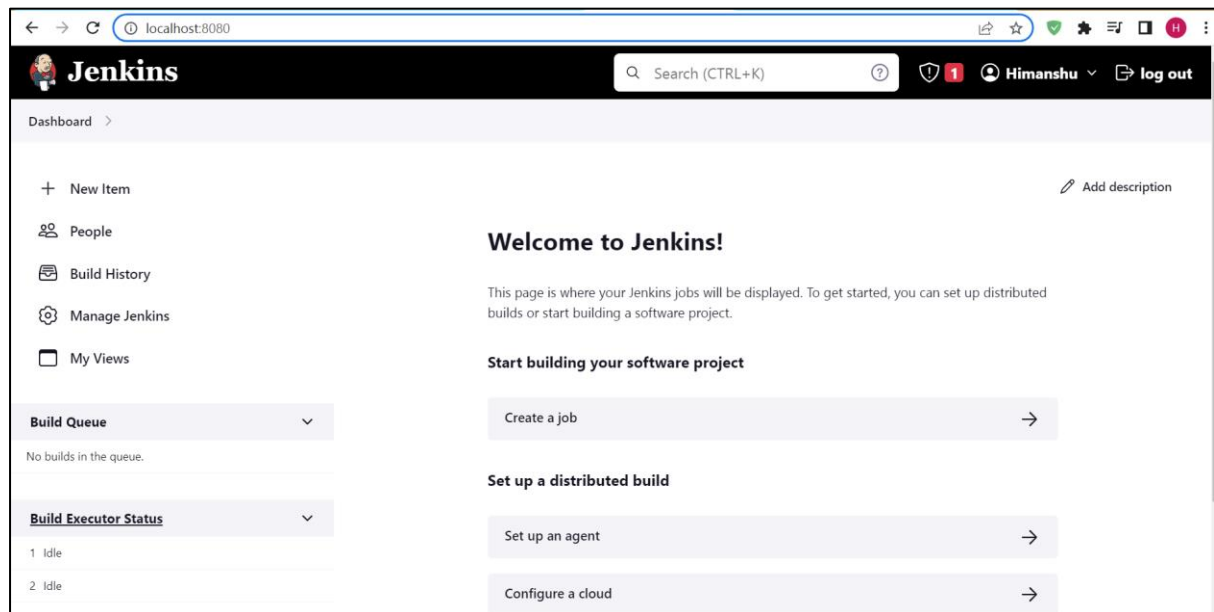 localhost:8080
H
Jenkins
Search (CTRL+K)
1
Himanshu
log out
Dashboard
New Item
People
Build History
Manage Jenkins
My Views
Build Queue
No builds in the queue.
Build Executor Status
1 Idle
2 Idle
Add description
Welcome to Jenkins!
This page is where your Jenkins jobs will be displayed. To get started, you can set up distributed
builds or start building a software project.
Start building your software project
Create a job
Set up a distributed build
Set up an agent
Configure a cloud